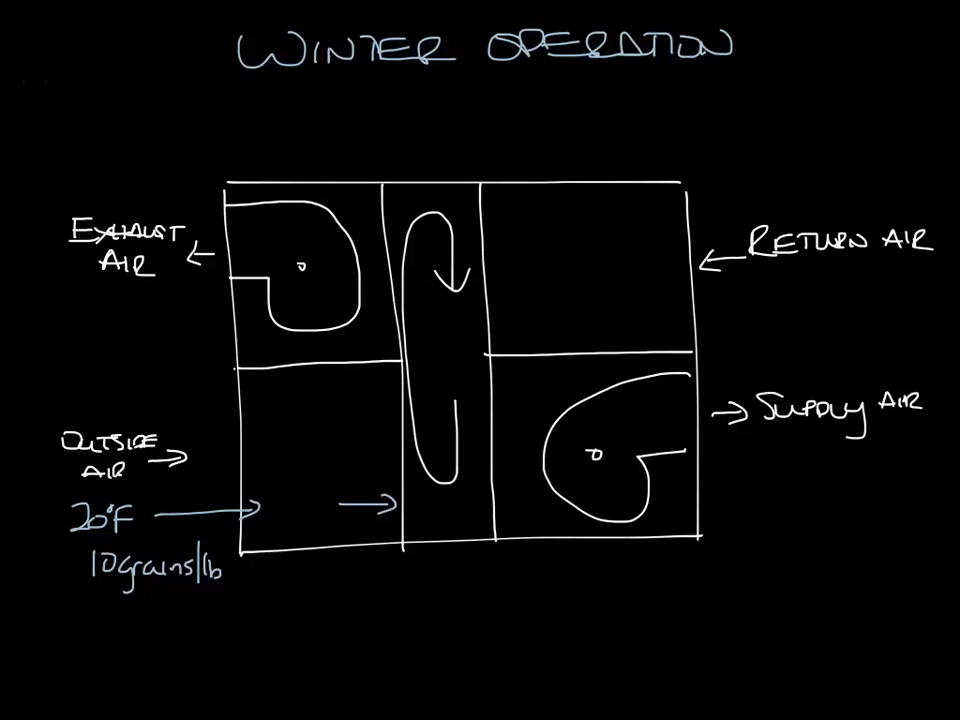 WINTER OPERATION
EXHAUST
AIR
RETURN AIR
SUPPLY AIR
OUTSIDE
AIR
20°F
10grains/lb